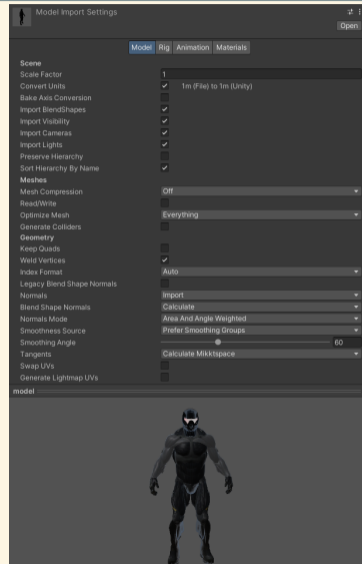 Model Import Settings
Open
Model Rig Animation Materials
Scene
Scale Factor 1
Convert Units 1m (File) to 1m (Unity)
Bake Axis Conversion
Import BlendShapes
Import Visibility
Import Cameras
Import Lights
Preserve Hierarchy
Sort Hierarchy By Name
Meshes
Mesh Compression Off
Read/Write
Optimize Mesh Everything
Generate Colliders
Geometry
Keep Quads
Weld Vertices
Index Format Auto
Legacy Blend Shape Normals
Normals Import
Blend Shape Normals Calculate
Normals Mode Area And Angle Weighted
Smoothness Source Prefer Smoothing Groups
Smoothing Angle 60
Tangents Calculate Mikktspace
Swap UVs
Generate Lightmap UVs
model